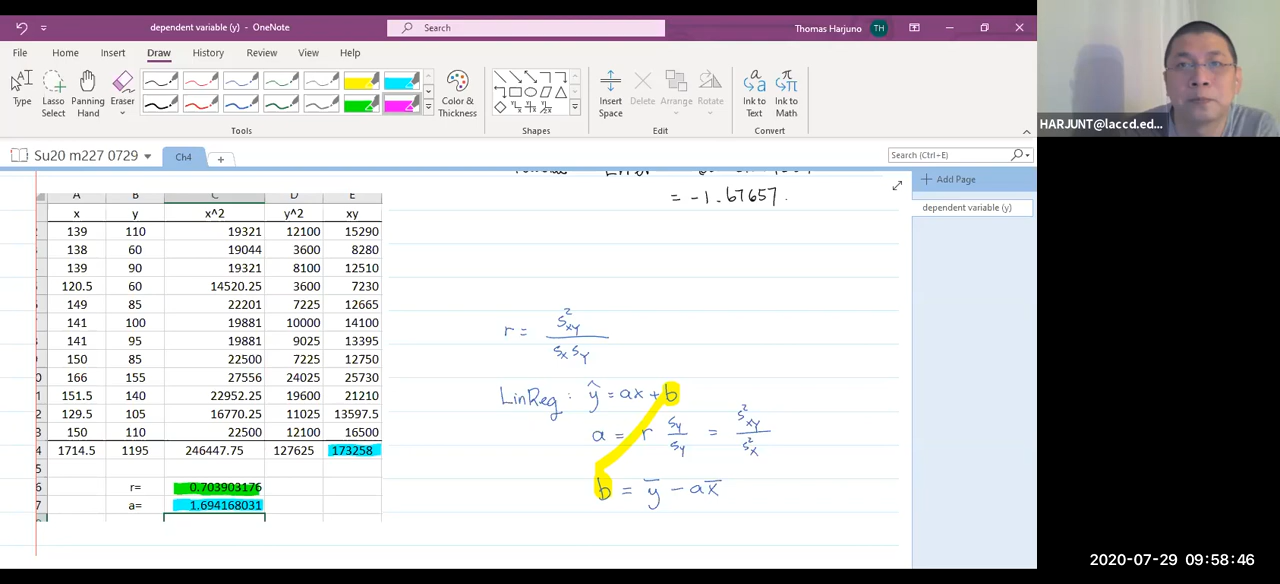 dependent variable (y) - OneNote
Search
Thomas Harjuno TH
File Home Insert Draw History Review View Help
Type
Lasso Select
Panning Hand
Eraser
Color & Thickness
Insert Space
Delete
Arrange
Rotate
Ink to Text
Ink to Math
Tools
Shapes
Edit
Convert
Su20 m227 0729
Ch4
Search (Ctrl+E)
Add Page
dependent variable (y)
HARJUNT@laccd.ed...
= -1.67657.
A B C D E
x y x^2 y^2 xy
139 110 19321 12100 15290
138 60 19044 3600 8280
139 90 19321 8100 12510
120.5 60 14520.25 3600 7230
149 85 22201 7225 12665
141 100 19881 10000 14100
141 95 19881 9025 13395
150 85 22500 7225 12750
166 155 27556 24025 25730
151.5 140 22952.25 19600 21210
129.5 105 16770.25 11025 13597.5
150 110 22500 12100 16500
1714.5 1195 246447.75 127625 173258
r= 0.703903176
a= 1.694168031
r = s²xy / sx sy
LinReg : ŷ = ax + b
a = r sy / sy = s²xy / s²x
b = y̅ - ax̅
2020-07-29 09:58:46